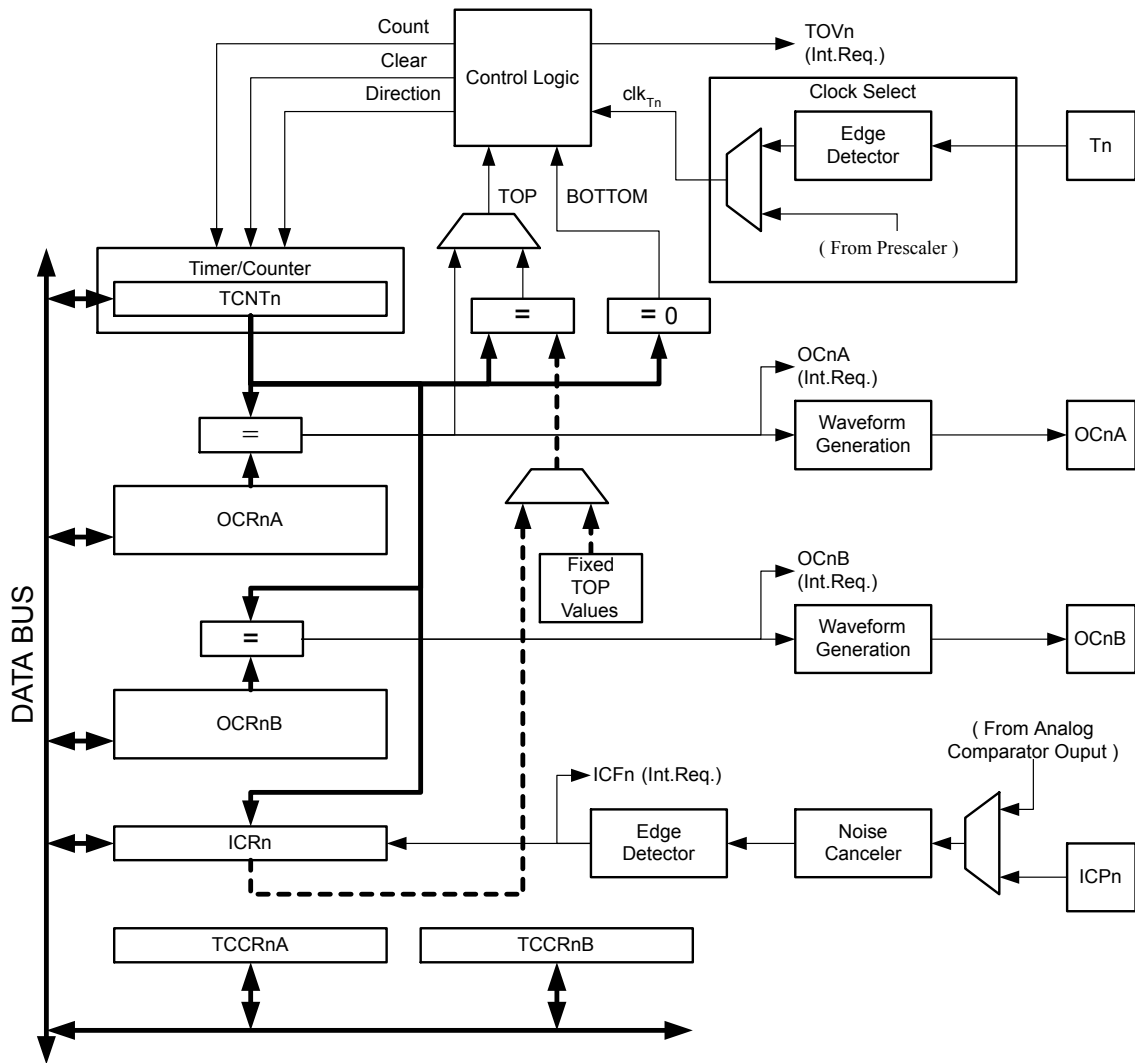 Count
Clear
Direction
Control Logic
TOVn
(Int.Req.)
clkTn
Clock Select
Edge
Detector
Tn
( From Prescaler )
TOP
BOTTOM
Timer/Counter
TCNTn
=
= 0
OCnA
(Int.Req.)
=
Waveform
Generation
OCnA
OCRnA
Fixed
TOP
Values
OCnB
(Int.Req.)
=
Waveform
Generation
OCnB
OCRnB
DATA BUS
( From Analog
Comparator Ouput )
ICFn (Int.Req.)
ICRn
Edge
Detector
Noise
Canceler
ICPn
TCCRnA
TCCRnB